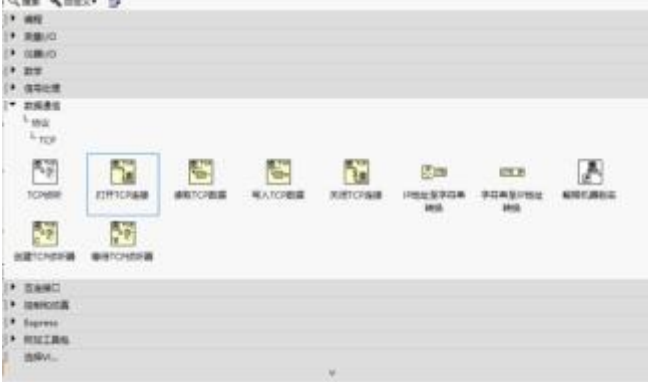 搜索 自定义
编程
测量I/O
仪器I/O
数学
信号处理
数据通信
协议
TCP
TCP侦听 打开TCP连接 读取TCP数据 写入TCP数据 关闭TCP连接 IP地址至字符串转换 字符串至IP地址转换 解释机器别名
创建TCP侦听器 等待TCP侦听器
互连接口
控制和仿真
Express
附加工具包
选择VI...